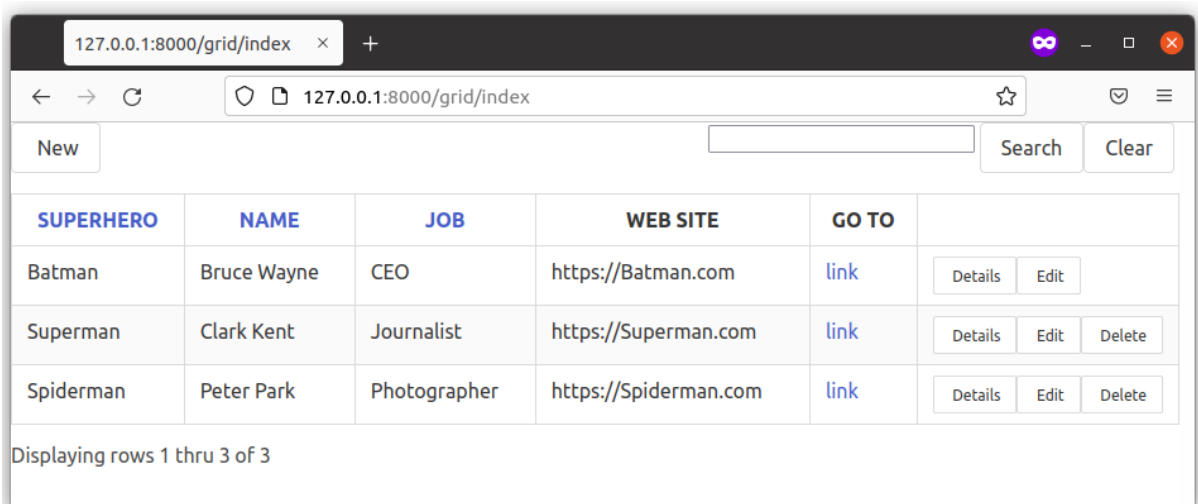 127.0.0.1:8000/grid/index
127.0.0.1:8000/grid/index
New Search Clear
SUPERHERO NAME JOB WEB SITE GO TO
Batman Bruce Wayne CEO https://Batman.com link Details Edit
Superman Clark Kent Journalist https://Superman.com link Details Edit Delete
Spiderman Peter Park Photographer https://Spiderman.com link Details Edit Delete
Displaying rows 1 thru 3 of 3